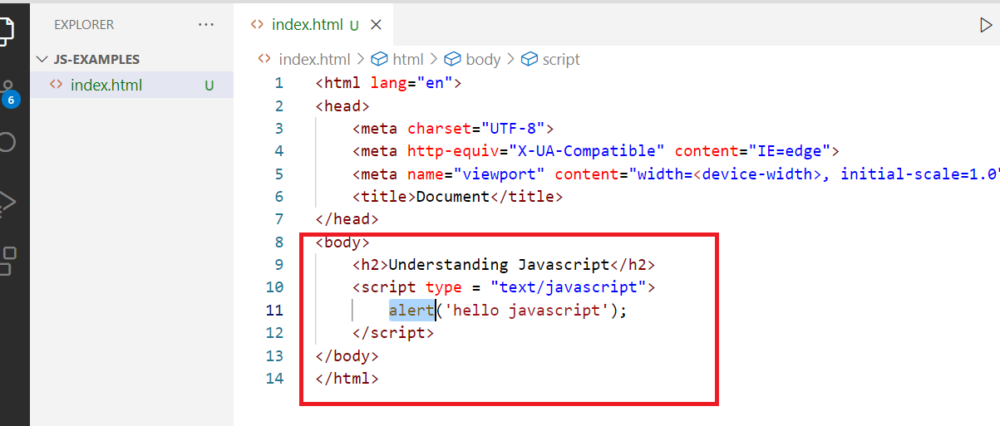 EXPLORER ...
index.html U
JS-EXAMPLES
index.html U
6
index.html > html > body > script
1 <html lang="en">
2 <head>
3 <meta charset="UTF-8">
4 <meta http-equiv="X-UA-Compatible" content="IE=edge">
5 <meta name="viewport" content="width=<device-width>, initial-scale=1.0"
6 <title>Document</title>
7 </head>
8 <body>
9 <h2>Understanding Javascript</h2>
10 <script type = "text/javascript">
11 alert('hello javascript');
12 </script>
13 </body>
14 </html>